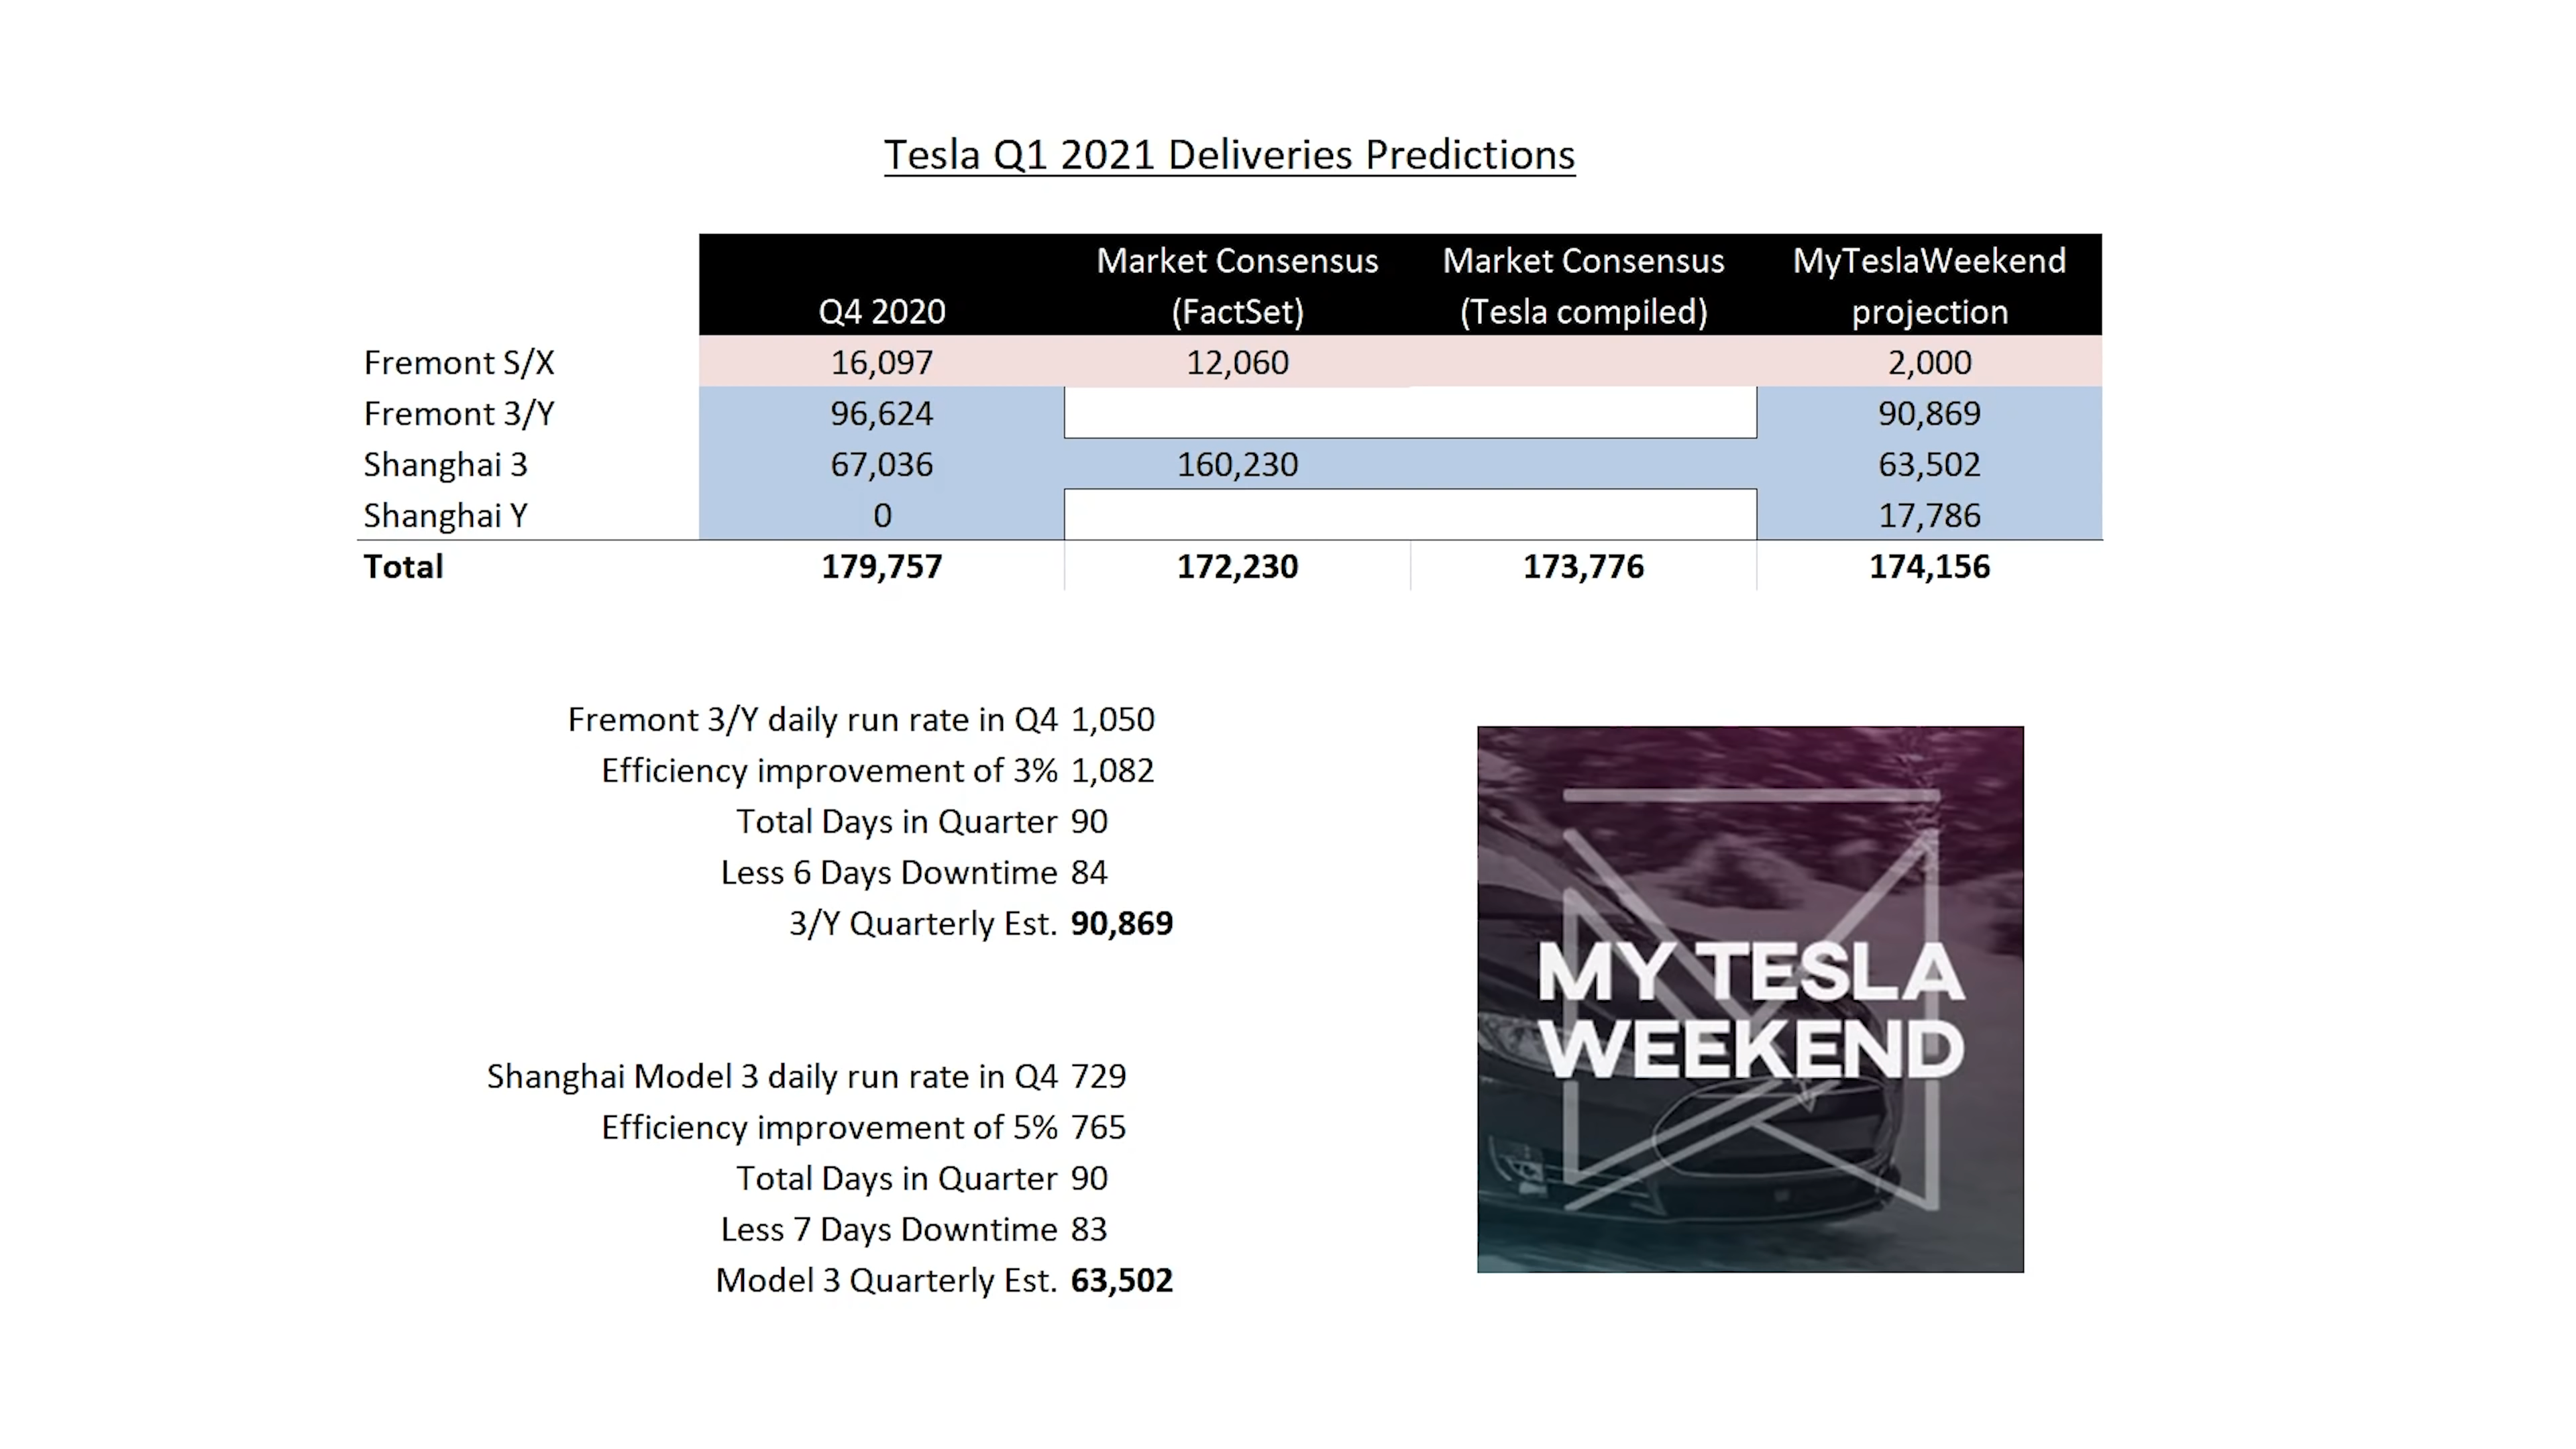 Tesla Q1 2021 Deliveries Predictions
Q4 2020 Market Consensus (FactSet) Market Consensus (Tesla compiled) MyTeslaWeekend projection
Fremont S/X 16,097 12,060 2,000
Fremont 3/Y 96,624 90,869
Shanghai 3 67,036 160,230 63,502
Shanghai Y 0 17,786
Total 179,757 172,230 173,776 174,156
Fremont 3/Y daily run rate in Q4 1,050
Efficiency improvement of 3% 1,082
Total Days in Quarter 90
Less 6 Days Downtime 84
3/Y Quarterly Est. 90,869
Shanghai Model 3 daily run rate in Q4 729
Efficiency improvement of 5% 765
Total Days in Quarter 90
Less 7 Days Downtime 83
Model 3 Quarterly Est. 63,502
MY TESLA
WEEKEND